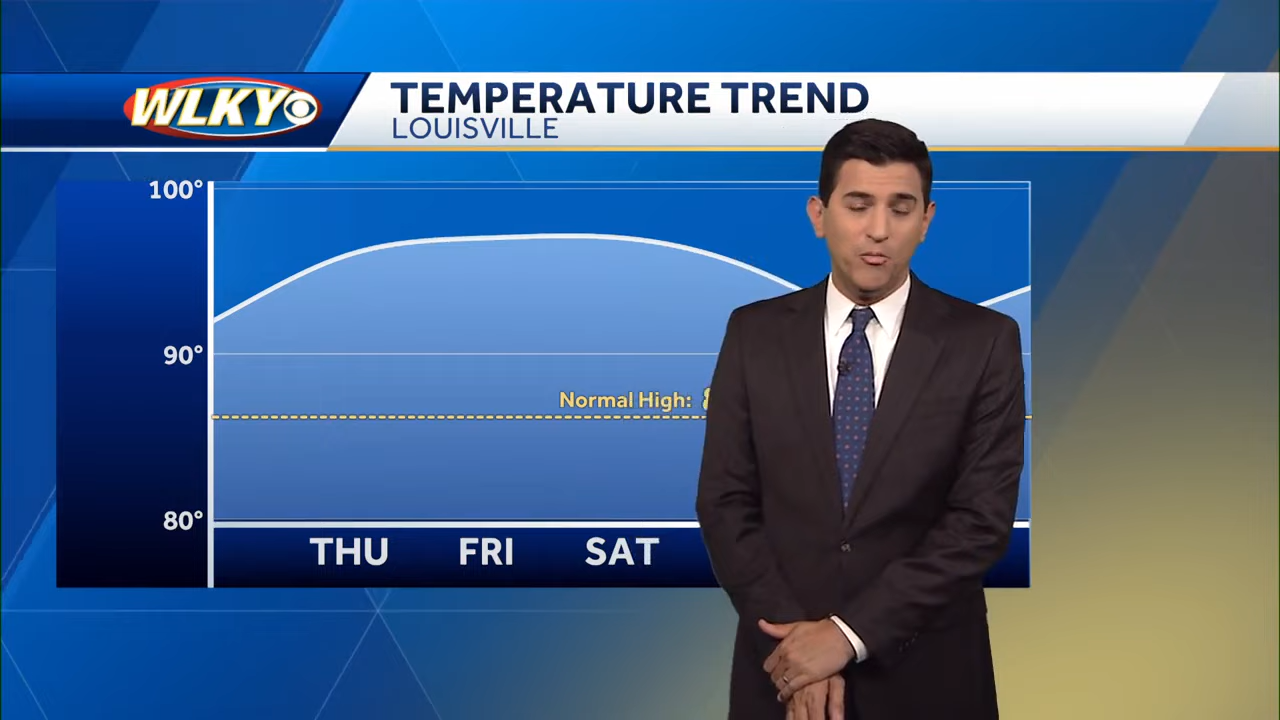 WLKY
TEMPERATURE TREND
LOUISVILLE
100°
90°
Normal High:
80°
THU FRI SAT